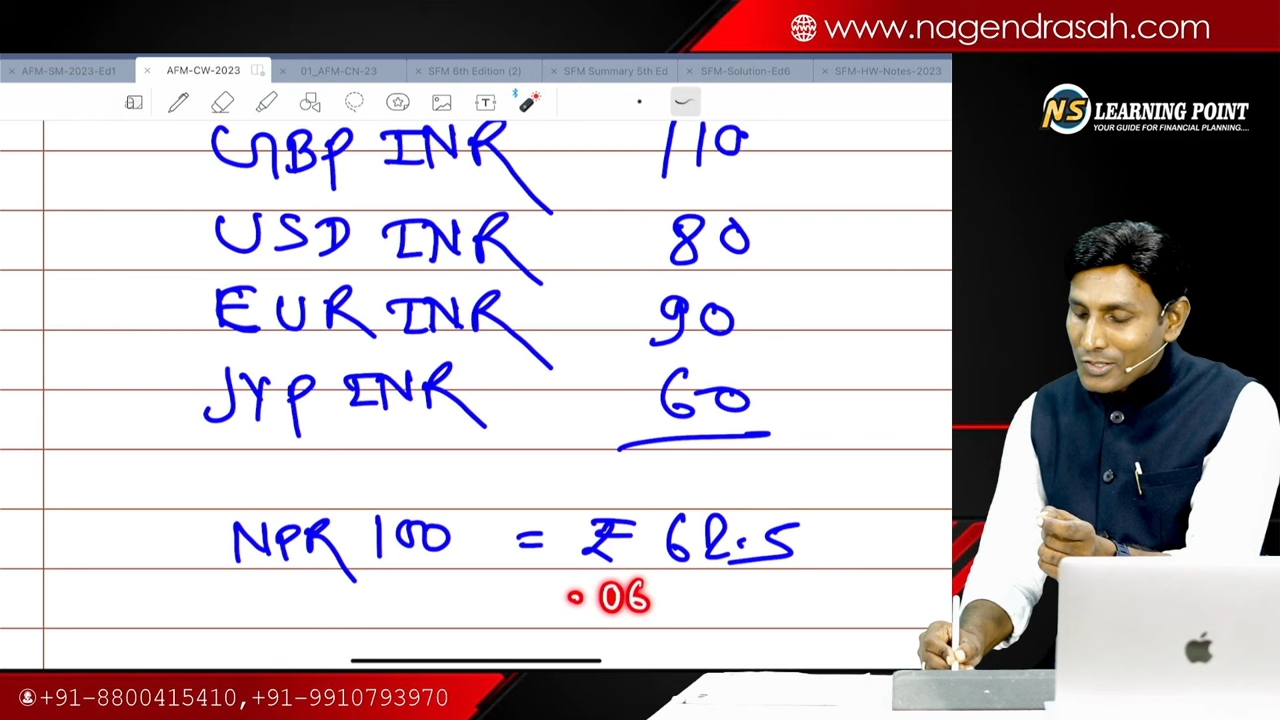 www.nagendrasah.com
AFM-SM-2023-Ed1
AFM-CW-2023
01_AFM-CN-23
SFM 6th Edition (2)
SFM Summary 5th Ed
SFM-Solution-Ed6
SFM-HW-Notes-2023
NS LEARNING POINT
YOUR GUIDE FOR FINANCIAL PLANNING....
GBP INR 110
USD INR 80
EUR INR 90
JYP INR 60
NPR 100 = ₹ 62.5
.06
+91-8800415410,+91-9910793970